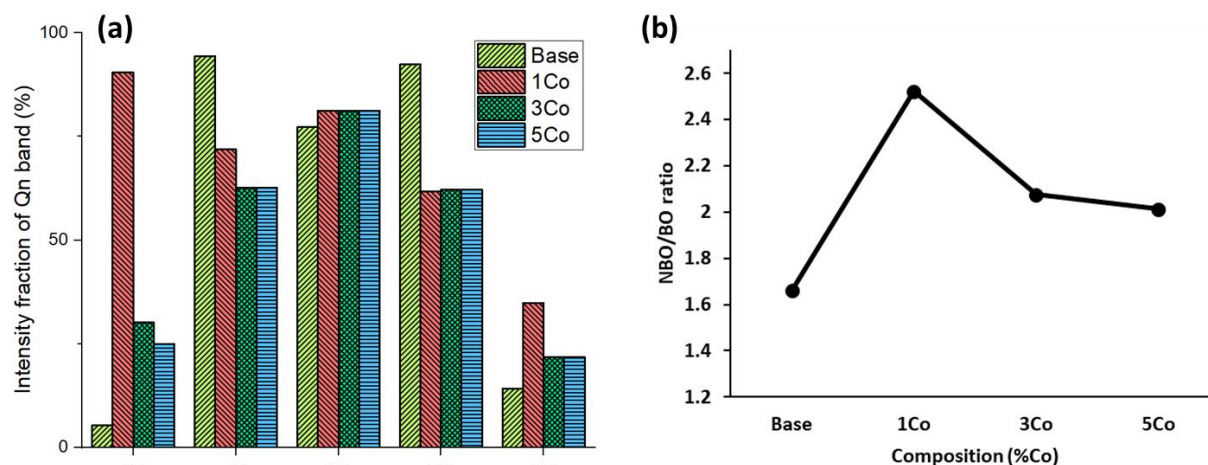 (a)
Intensity fraction of Qn band (%)
100
50
0
Base
1Co
3Co
5Co
(b)
NBO/BO ratio
2.6
2.4
2.2
2
1.8
1.6
1.4
1.2
Base 1Co 3Co 5Co
Composition (%Co)